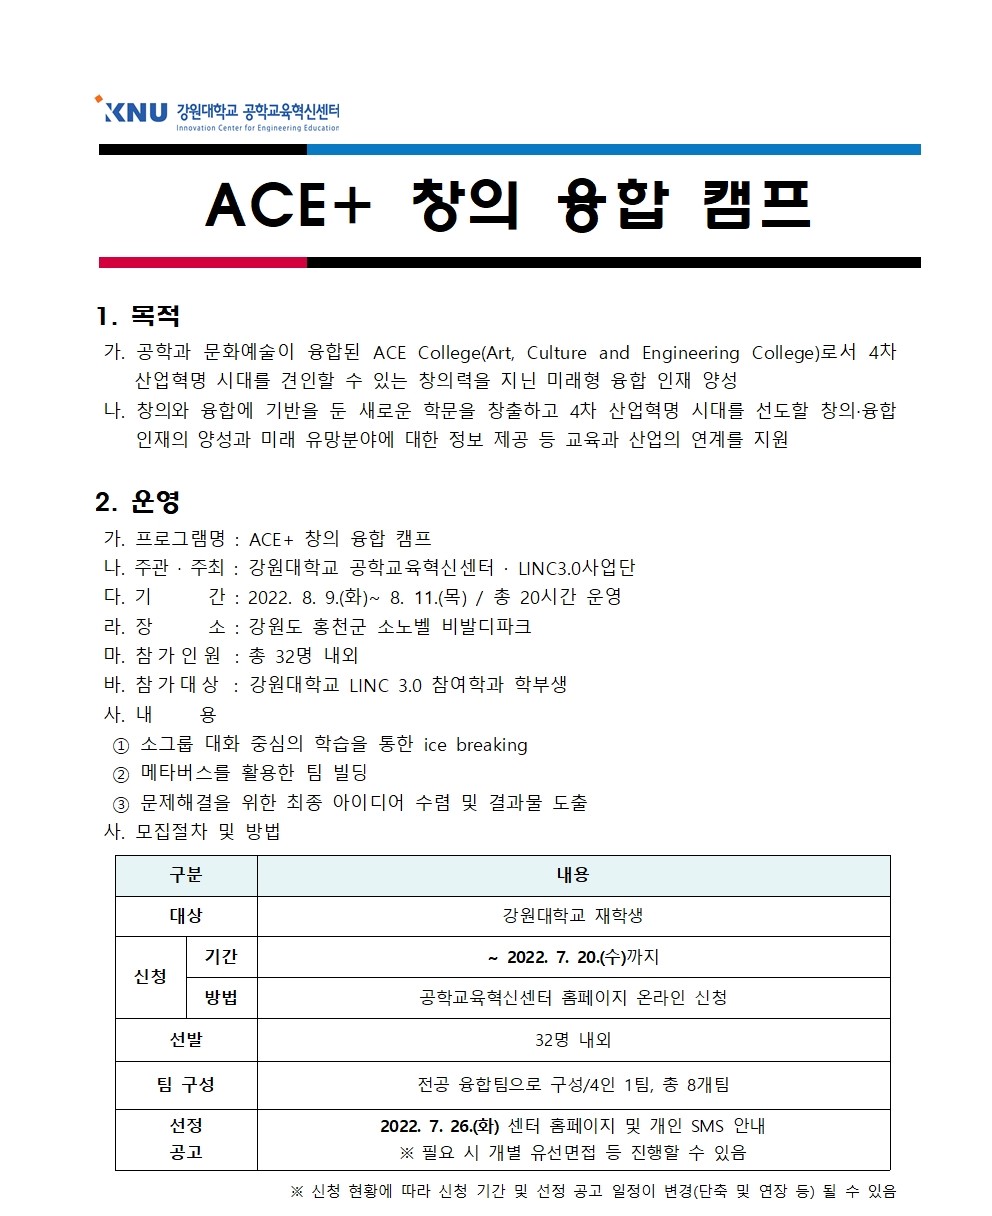 KNU 강원대학교 공학교육혁신센터
Innovation Center for Engineering Education
ACE+ 창의 융합 캠프
1. 목적
가. 공학과 문화예술이 융합된 ACE College(Art, Culture and Engineering College)로서 4차
산업혁명 시대를 견인할 수 있는 창의력을 지닌 미래형 융합 인재 양성
나. 창의와 융합에 기반을 둔 새로운 학문을 창출하고 4차 산업혁명 시대를 선도할 창의·융합
인재의 양성과 미래 유망분야에 대한 정보 제공 등 교육과 산업의 연계를 지원
2. 운영
가. 프로그램명 : ACE+ 창의 융합 캠프
나. 주관 · 주최 : 강원대학교 공학교육혁신센터 · LINC3.0사업단
다. 기 간 : 2022. 8. 9.(화)~ 8. 11.(목) / 총 20시간 운영
라. 장 소 : 강원도 홍천군 소노벨 비발디파크
마. 참 가 인 원 : 총 32명 내외
바. 참 가 대 상 : 강원대학교 LINC 3.0 참여학과 학부생
사. 내 용
① 소그룹 대화 중심의 학습을 통한 ice breaking
② 메타버스를 활용한 팀 빌딩
③ 문제해결을 위한 최종 아이디어 수렴 및 결과물 도출
사. 모집절차 및 방법
구분 내용
대상 강원대학교 재학생
신청 기간 ~ 2022. 7. 20.(수)까지
방법 공학교육혁신센터 홈페이지 온라인 신청
선발 32명 내외
팀 구성 전공 융합팀으로 구성/4인 1팀, 총 8개팀
선정 2022. 7. 26.(화) 센터 홈페이지 및 개인 SMS 안내
공고 ※ 필요 시 개별 유선면접 등 진행할 수 있음
※ 신청 현황에 따라 신청 기간 및 선정 공고 일정이 변경(단축 및 연장 등) 될 수 있음